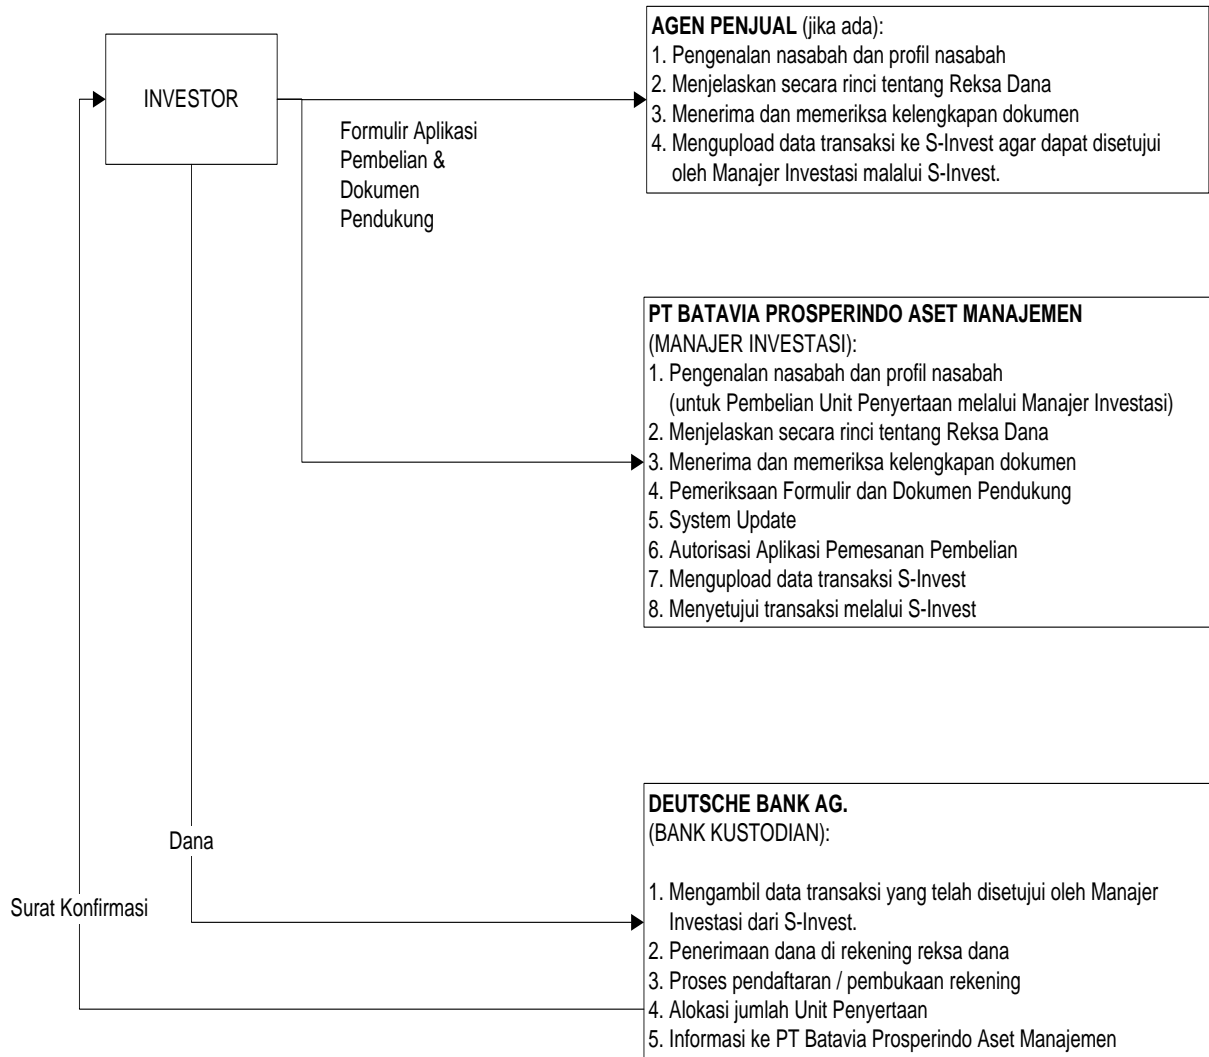 INVESTOR
Formulir Aplikasi
Pembelian &
Dokumen
Pendukung
AGEN PENJUAL (jika ada):
1. Pengenalan nasabah dan profil nasabah
2. Menjelaskan secara rinci tentang Reksa Dana
3. Menerima dan memeriksa kelengkapan dokumen
4. Mengupload data transaksi ke S-Invest agar dapat disetujui
oleh Manajer Investasi malalui S-Invest.
PT BATAVIA PROSPERINDO ASET MANAJEMEN
(MANAJER INVESTASI):
1. Pengenalan nasabah dan profil nasabah
(untuk Pembelian Unit Penyertaan melalui Manajer Investasi)
2. Menjelaskan secara rinci tentang Reksa Dana
3. Menerima dan memeriksa kelengkapan dokumen
4. Pemeriksaan Formulir dan Dokumen Pendukung
5. System Update
6. Autorisasi Aplikasi Pemesanan Pembelian
7. Mengupload data transaksi S-Invest
8. Menyetujui transaksi melalui S-Invest
Dana
Surat Konfirmasi
DEUTSCHE BANK AG.
(BANK KUSTODIAN):
1. Mengambil data transaksi yang telah disetujui oleh Manajer
Investasi dari S-Invest.
2. Penerimaan dana di rekening reksa dana
3. Proses pendaftaran / pembukaan rekening
4. Alokasi jumlah Unit Penyertaan
5. Informasi ke PT Batavia Prosperindo Aset Manajemen